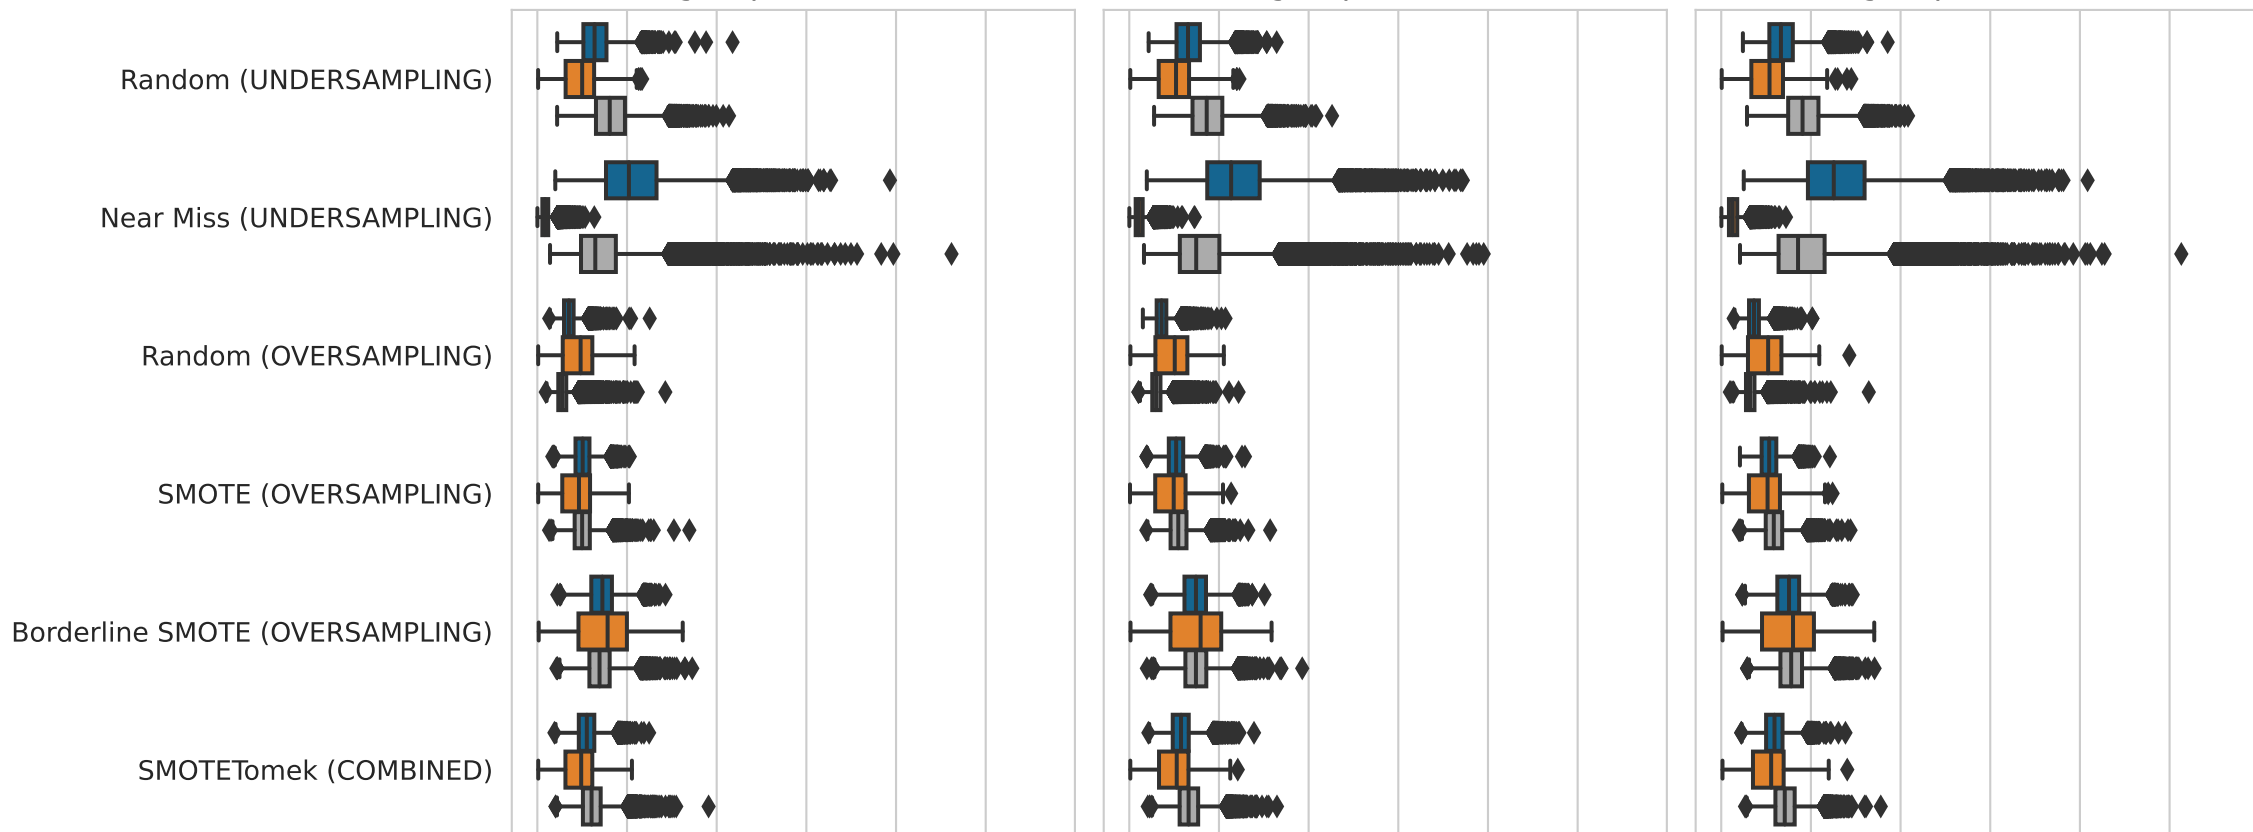 Random (UNDERSAMPLING)
Near Miss (UNDERSAMPLING)
Random (OVERSAMPLING)
SMOTE (OVERSAMPLING)
Borderline SMOTE (OVERSAMPLING)
SMOTETomek (COMBINED)